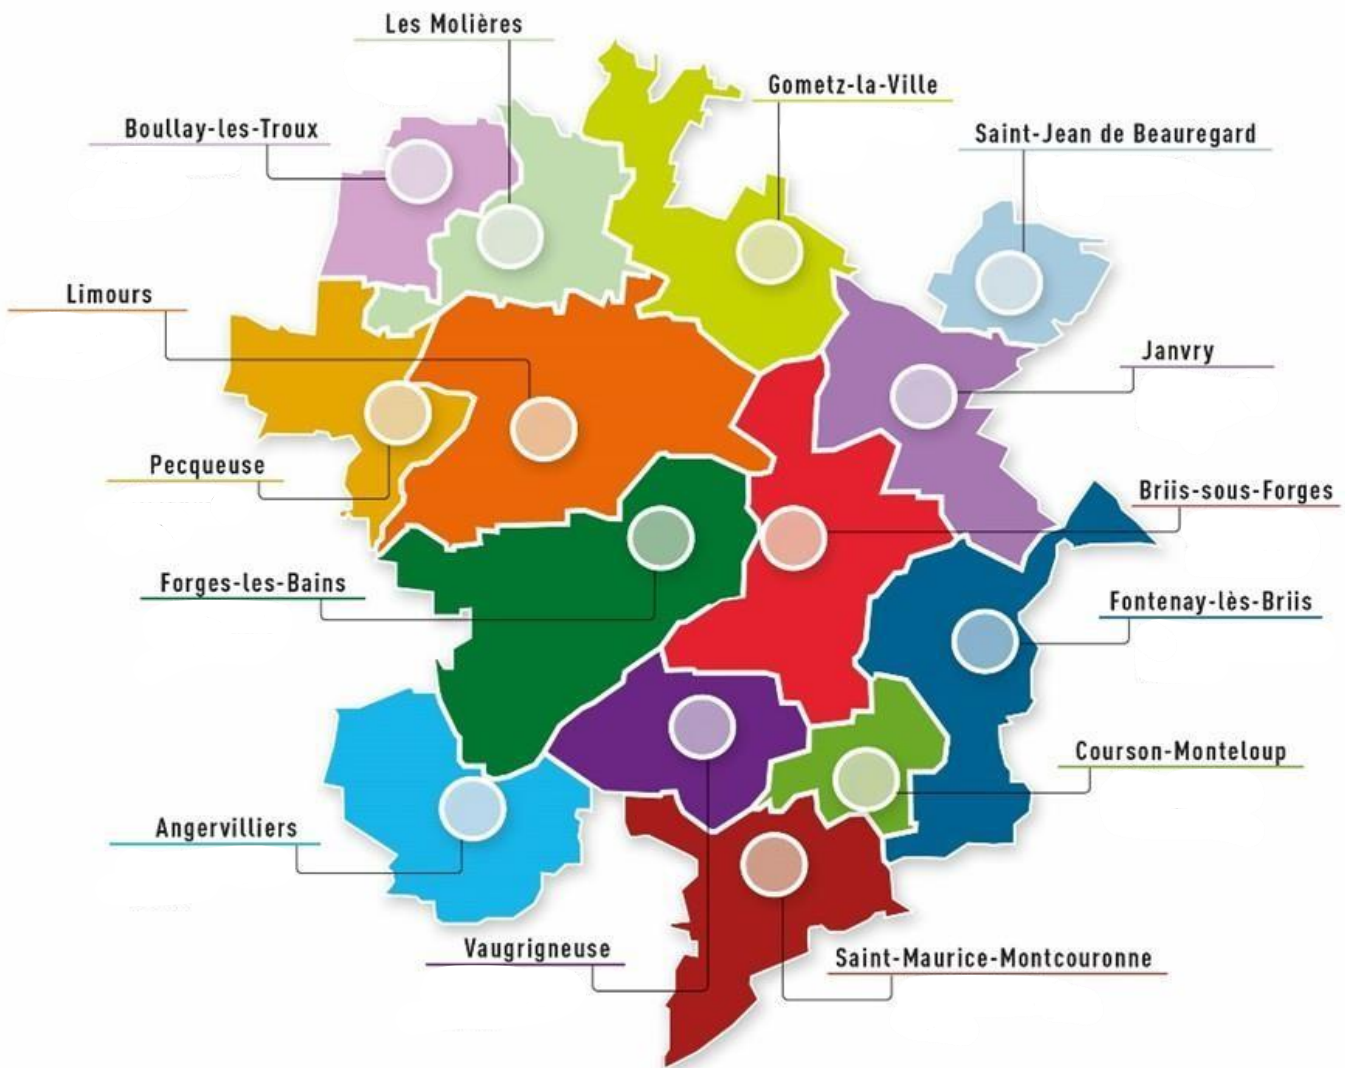 Les Molières
Gometz-la-Ville
Boullay-les-Troux
Saint-Jean de Beauregard
Limours
Janvry
Pecqueuse
Briis-sous-Forges
Forges-les-Bains
Fontenay-lès-Briis
Courson-Monteloup
Angervilliers
Vaugrigneuse
Saint-Maurice-Montcouronne